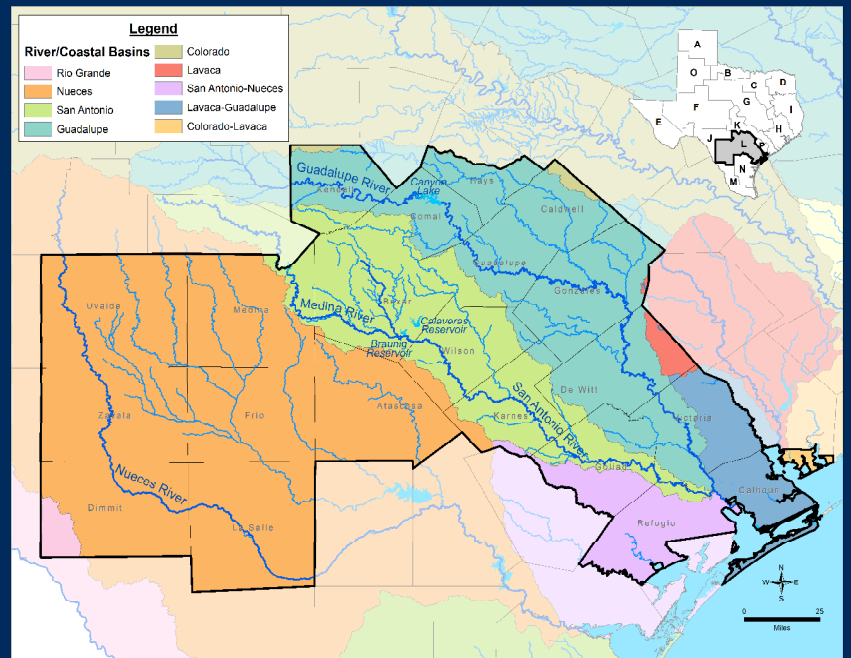 Legend
River/Coastal Basins
Rio Grande
Nueces
San Antonio
Guadalupe
Colorado
Lavaca
San Antonio-Nueces
Lavaca-Guadalupe
Colorado-Lavaca
A
O
B
C
D
E
F
G
I
K
H
J
L
P
N
M
Guadalupe River
Canyon
Lake
Kendall
Hays
Comal
Caldwell
Guadalupe
Gonzales
Uvalde
Medina
Medina River
Bexar
Calaveras
Reservoir
Braunig
Reservoir
Wilson
De Witt
San Antonio River
Zavala
Frio
Atascosa
Karnes
Victoria
Goliad
Nueces River
Dimmit
La Salle
Refugio
Calhoun
N
W
E
S
0
25
Miles